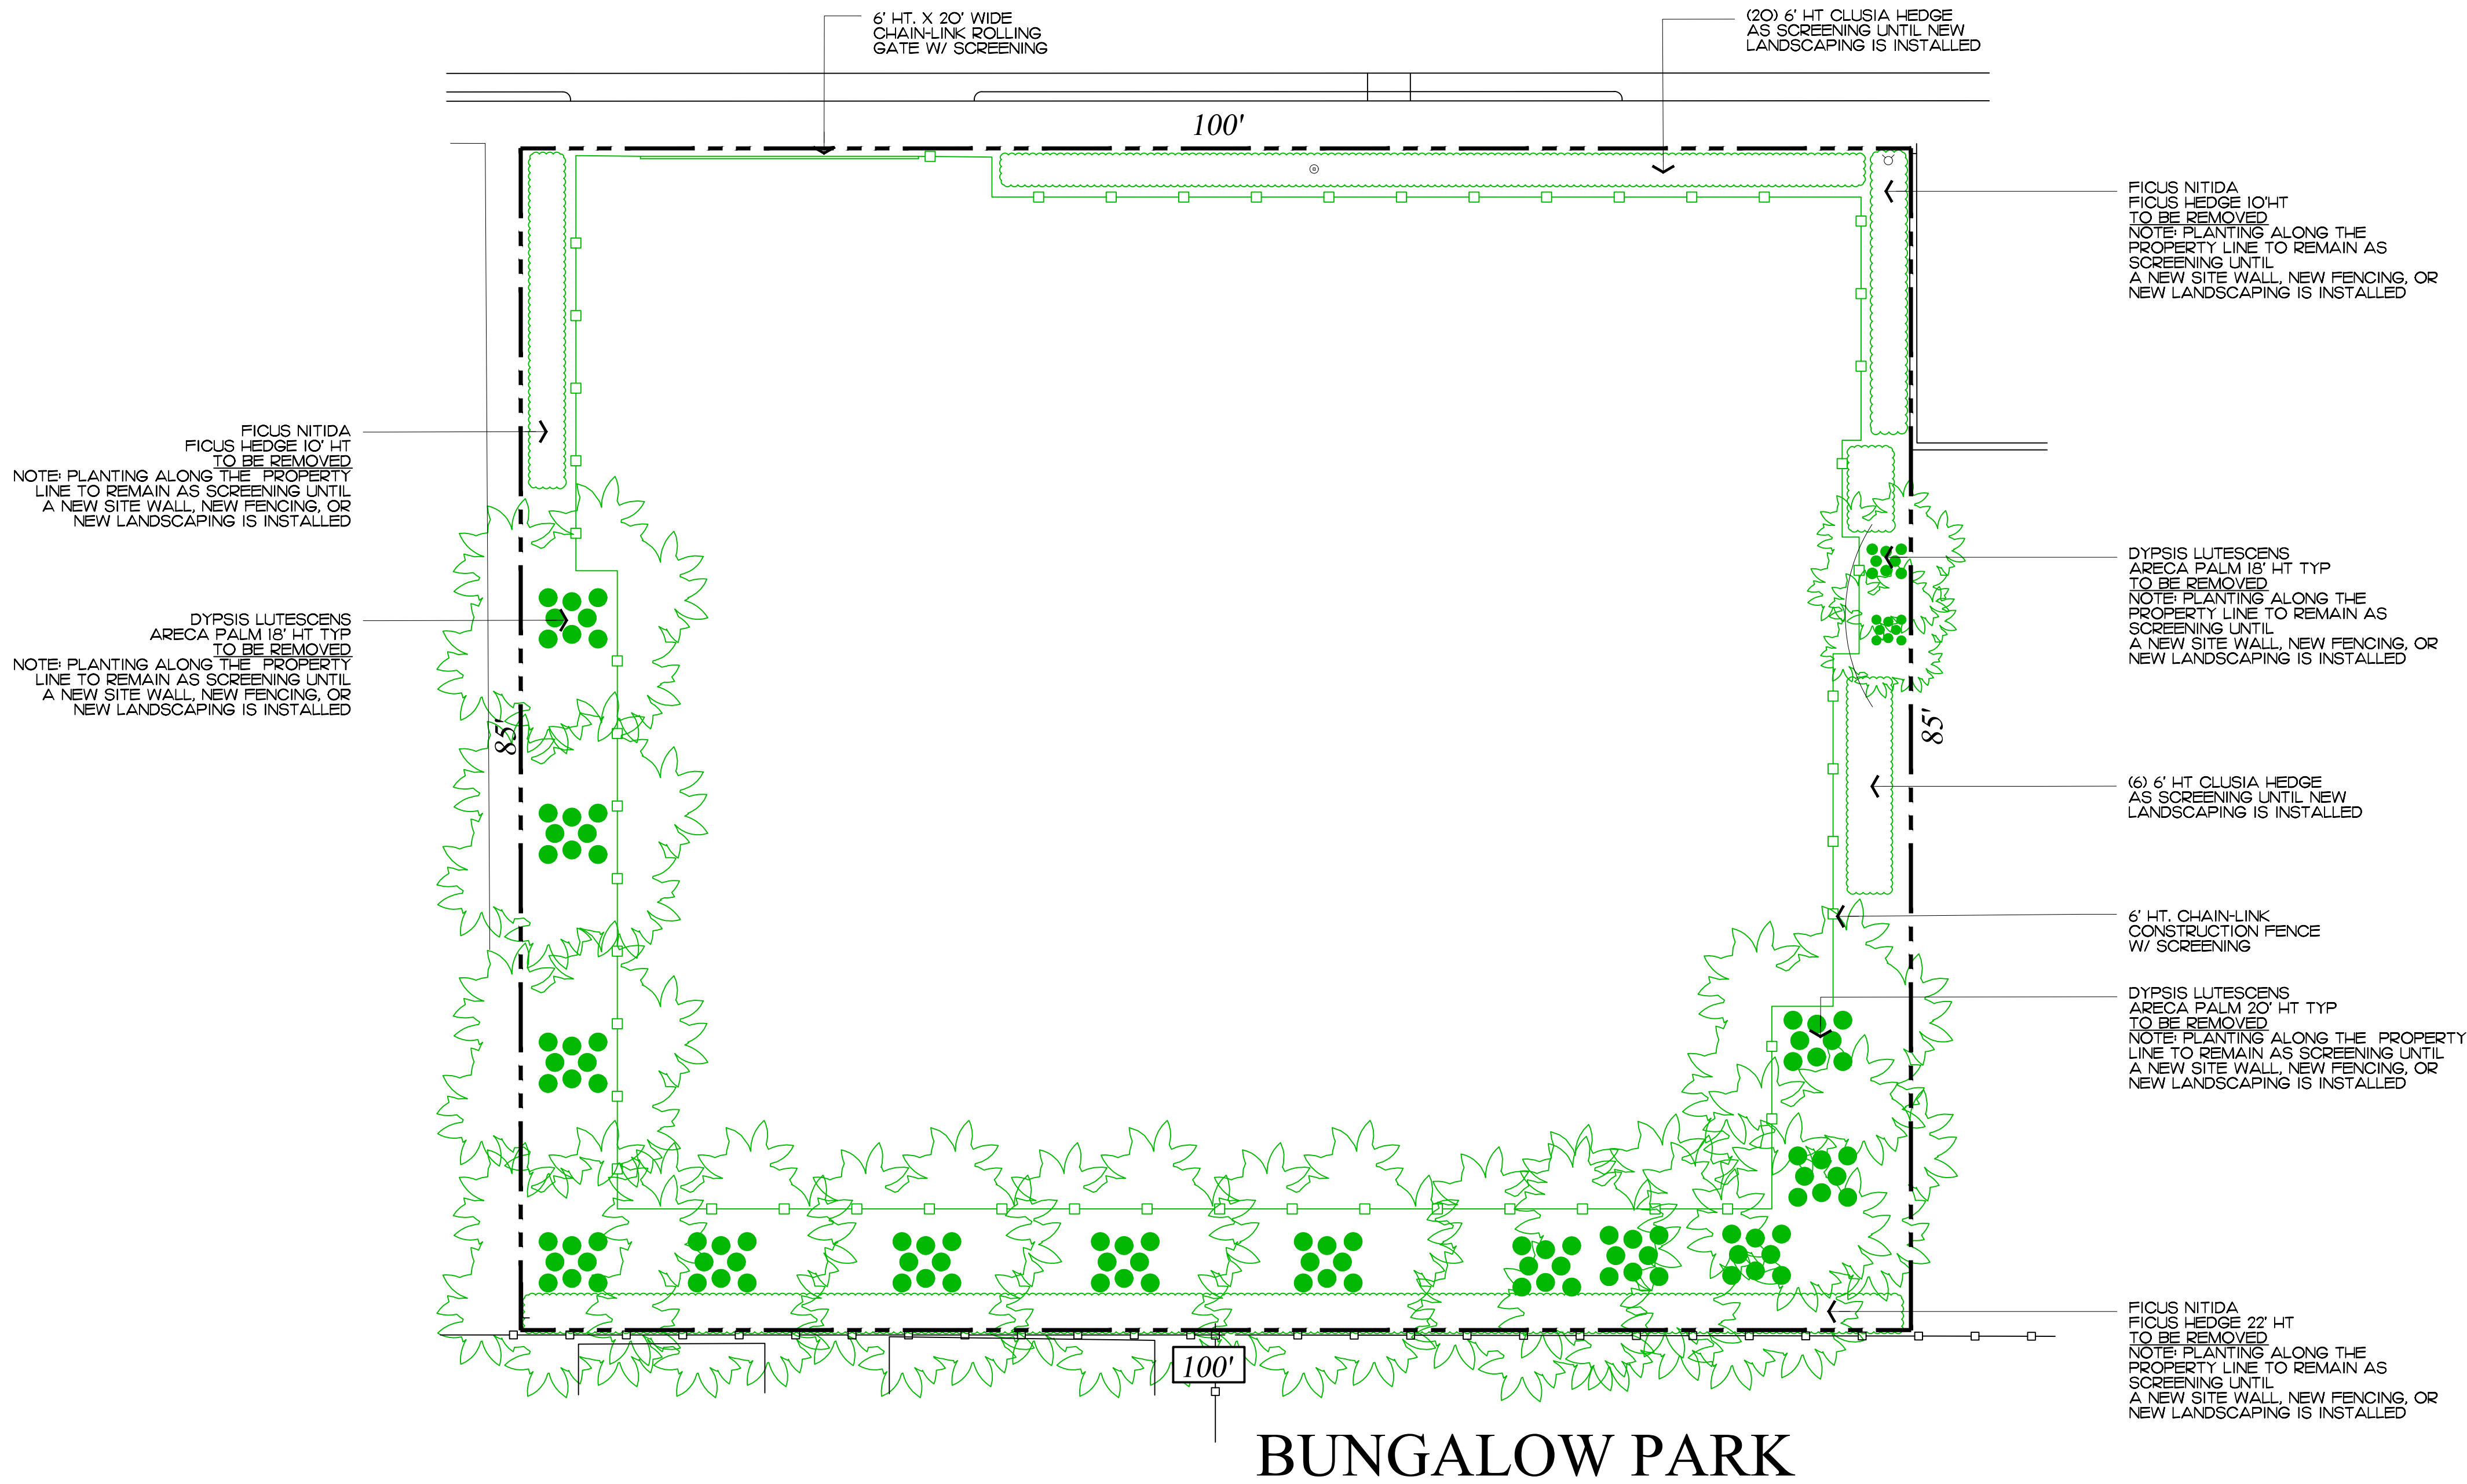 6' HT. X 20' WIDE
CHAIN-LINK ROLLING
GATE W/ SCREENING
(20) 6' HT CLUSIA HEDGE
AS SCREENING UNTIL NEW
LANDSCAPING IS INSTALLED
100'
FICUS NITIDA
FICUS HEDGE 10'HT
TO BE REMOVED
NOTE: PLANTING ALONG THE
PROPERTY LINE TO REMAIN AS
SCREENING UNTIL
A NEW SITE WALL, NEW FENCING, OR
NEW LANDSCAPING IS INSTALLED
FICUS NITIDA
FICUS HEDGE 10' HT
TO BE REMOVED
NOTE: PLANTING ALONG THE PROPERTY
LINE TO REMAIN AS SCREENING UNTIL
A NEW SITE WALL, NEW FENCING, OR
NEW LANDSCAPING IS INSTALLED
DYPSIS LUTESCENS
ARECA PALM 18' HT TYP
TO BE REMOVED
NOTE: PLANTING ALONG THE
PROPERTY LINE TO REMAIN AS
SCREENING UNTIL
A NEW SITE WALL, NEW FENCING, OR
NEW LANDSCAPING IS INSTALLED
DYPSIS LUTESCENS
ARECA PALM 18' HT TYP
TO BE REMOVED
NOTE: PLANTING ALONG THE PROPERTY
LINE TO REMAIN AS SCREENING UNTIL
A NEW SITE WALL, NEW FENCING, OR
NEW LANDSCAPING IS INSTALLED
85'
85'
(6) 6' HT CLUSIA HEDGE
AS SCREENING UNTIL NEW
LANDSCAPING IS INSTALLED
6' HT. CHAIN-LINK
CONSTRUCTION FENCE
W/ SCREENING
DYPSIS LUTESCENS
ARECA PALM 20' HT TYP
TO BE REMOVED
NOTE: PLANTING ALONG THE PROPERTY
LINE TO REMAIN AS SCREENING UNTIL
A NEW SITE WALL, NEW FENCING, OR
NEW LANDSCAPING IS INSTALLED
FICUS NITIDA
FICUS HEDGE 22' HT
TO BE REMOVED
NOTE: PLANTING ALONG THE
PROPERTY LINE TO REMAIN AS
SCREENING UNTIL
A NEW SITE WALL, NEW FENCING, OR
NEW LANDSCAPING IS INSTALLED
100'
BUNGALOW PARK